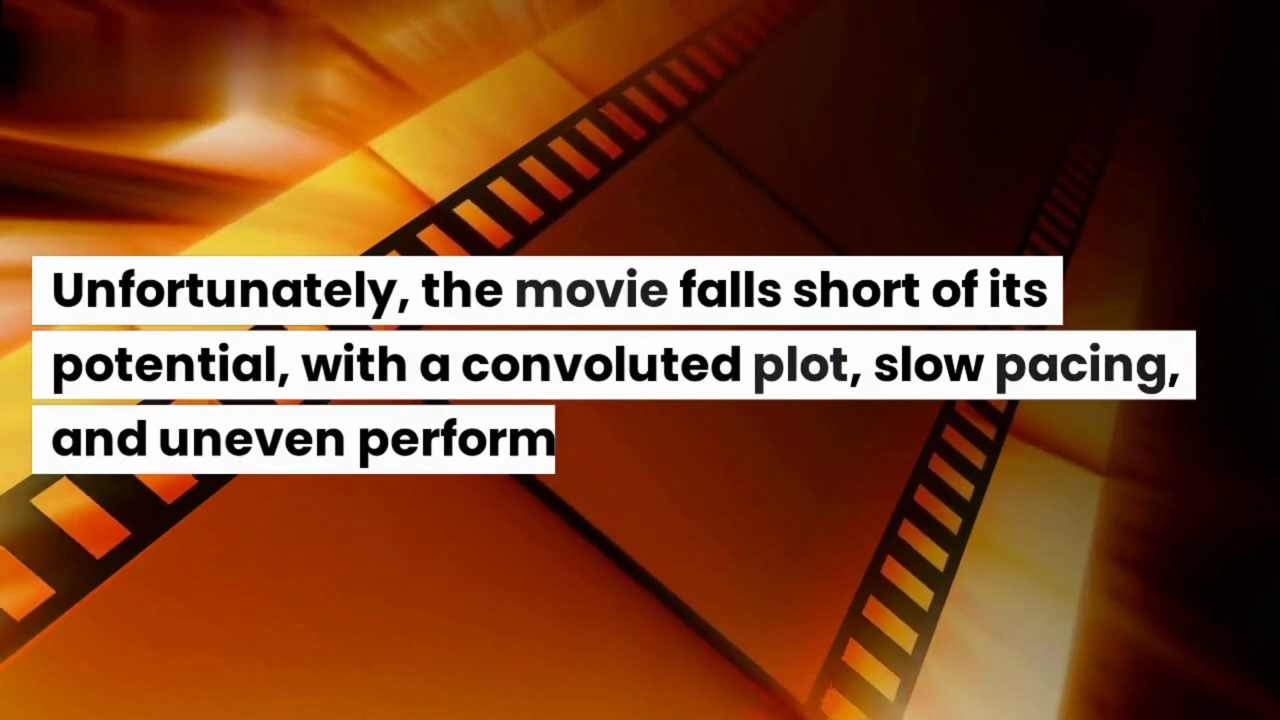 Unfortunately, the movie falls short of its
potential, with a convoluted plot, slow pacing,
and uneven perform